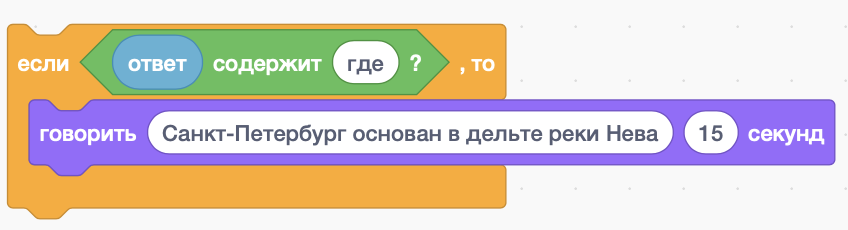 если ответ содержит где ? , то
говорить Санкт-Петербург основан в дельте реки Нева 15 секунд